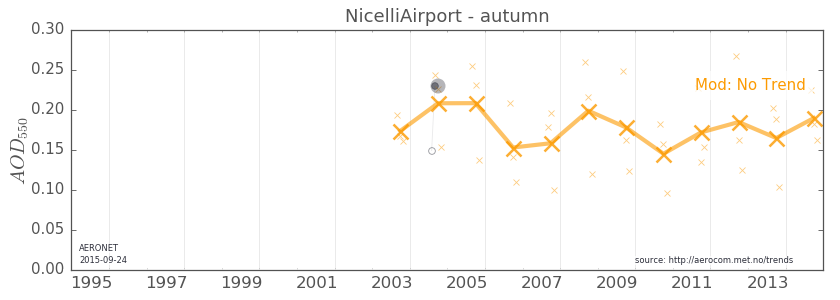 NicelliAirport - autumn
0.30
0.25
0.20
0.15
0.10
0.05
0.00
AOD550
Mod: No Trend
AERONET
2015-09-24
source: http://aerocom.met.no/trends
1995 1997 1999 2001 2003 2005 2007 2009 2011 2013